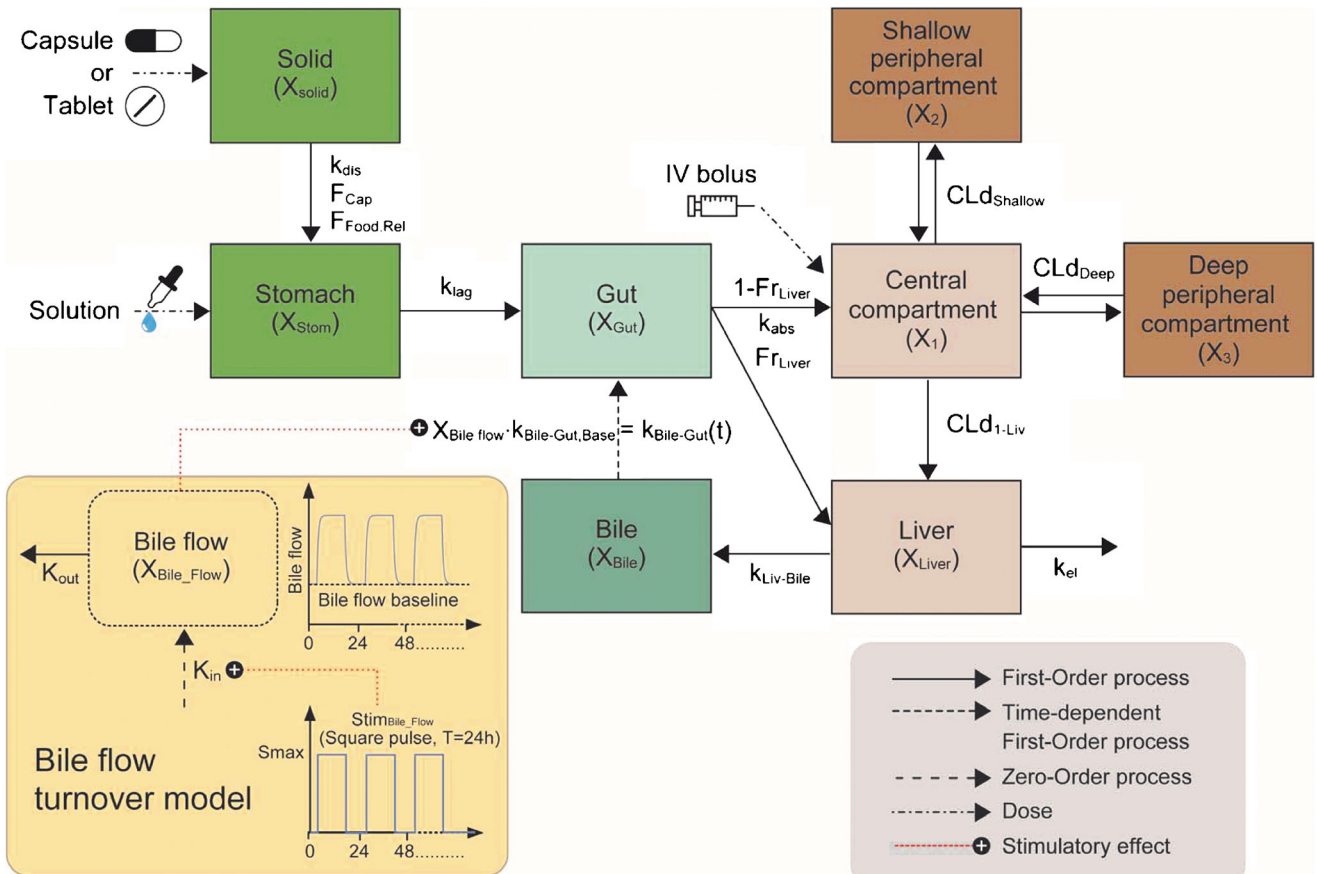 Capsule
or
Tablet
Solid
(Xsolid)
Shallow
peripheral
compartment
(X2)
kdis
FCap
FFood.Rel
IV bolus
CLdShallow
Solution
Stomach
(XStom)
klag
Gut
(XGut)
1-FrLiver
kabs
FrLiver
Central
compartment
(X1)
CLdDeep
Deep
peripheral
compartment
(X3)
XBile flow·kBile-Gut,Base = kBile-Gut(t)
CLd1-Liv
Bile flow
(XBile_Flow)
Kout
Bile flow
Bile flow baseline
0 24 48..........
Bile
(XBile)
kLiv-Bile
Liver
(XLiver)
kel
Kin
StimBile_Flow
(Square pulse, T=24h)
Smax
0 24 48..........
Bile flow
turnover model
First-Order process
Time-dependent
First-Order process
Zero-Order process
Dose
Stimulatory effect